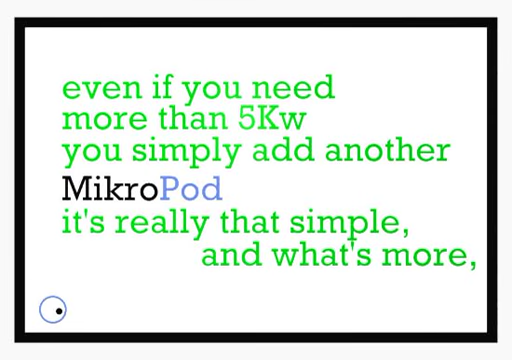 even if you need
more than 5Kw
you simply add another
MikroPod
it's really that simple,
and what's more,